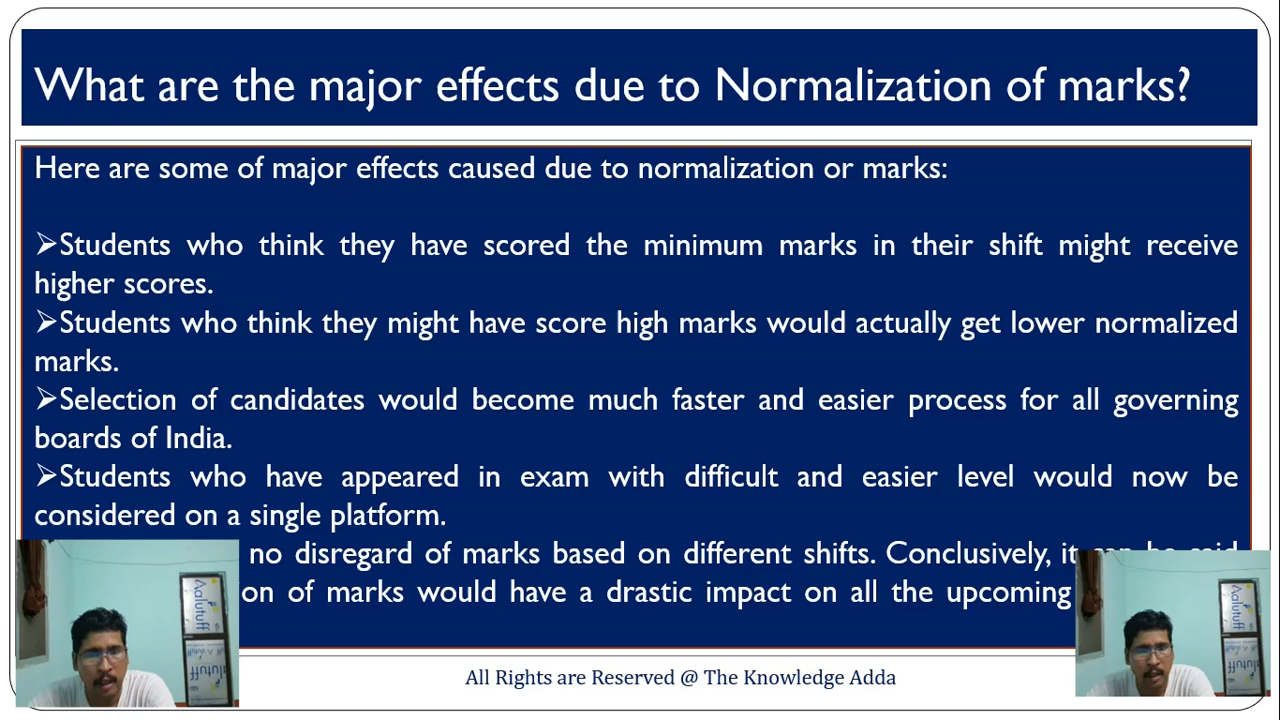 What are the major effects due to Normalization of marks?
Here are some of major effects caused due to normalization or marks:
➢Students who think they have scored the minimum marks in their shift might receive
higher scores.
➢Students who think they might have score high marks would actually get lower normalized
marks.
➢Selection of candidates would become much faster and easier process for all governing
boards of India.
➢Students who have appeared in exam with difficult and easier level would now be
considered on a single platform.
no disregard of marks based on different shifts. Conclusively, it can be said
on of marks would have a drastic impact on all the upcoming
All Rights are Reserved @ The Knowledge Adda